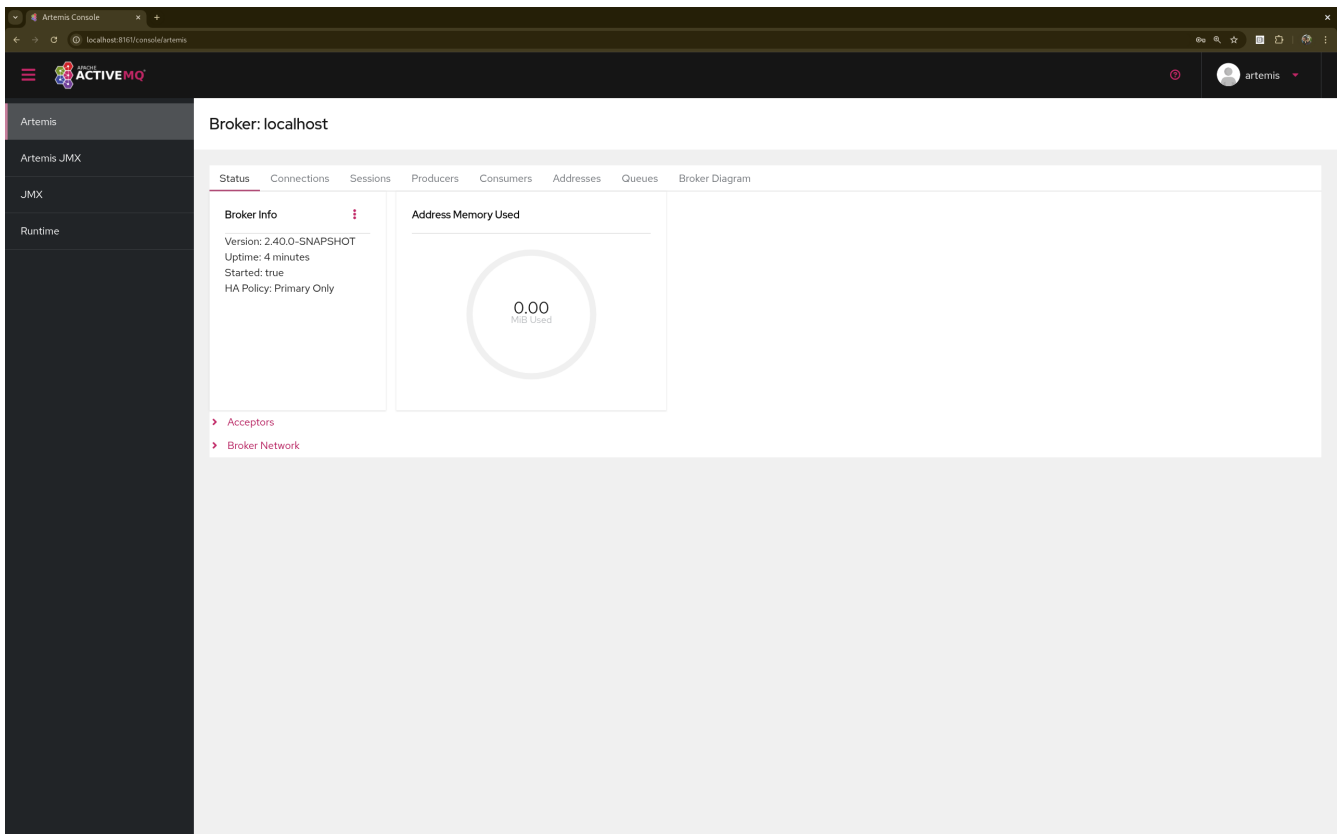 Artemis Console
localhost:8161/console/artemis
APACHE
ACTIVEMQ
artemis
Artemis
Artemis JMX
JMX
Runtime
Broker: localhost
Status Connections Sessions Producers Consumers Addresses Queues Broker Diagram
Broker Info
Version: 2.40.0-SNAPSHOT
Uptime: 4 minutes
Started: true
HA Policy: Primary Only
Address Memory Used
0.00
MiB Used
Acceptors
Broker Network